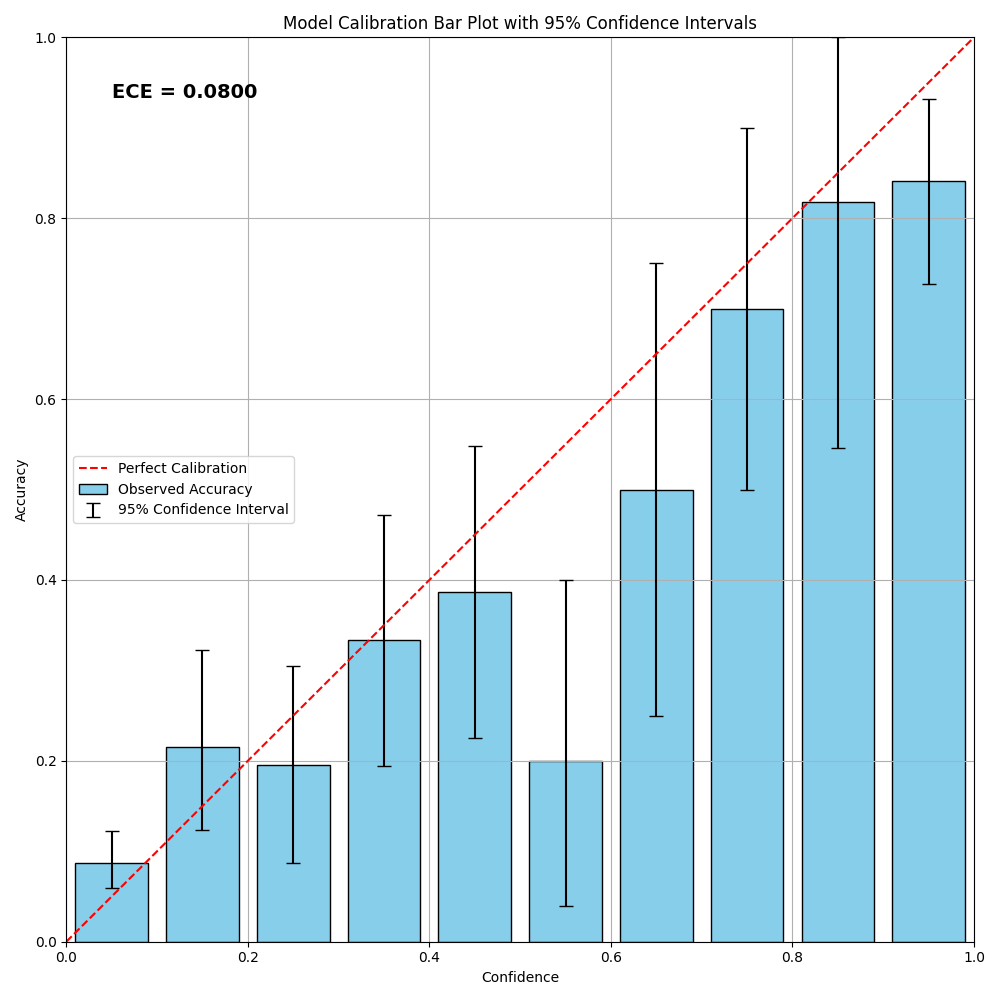 Model Calibration Bar Plot with 95% Confidence Intervals
1.0
ECE = 0.0800
0.8
0.6
Perfect Calibration
Observed Accuracy
95% Confidence Interval
Accuracy
0.4
0.2
0.0
0.0 0.2 0.4 0.6 0.8 1.0
Confidence